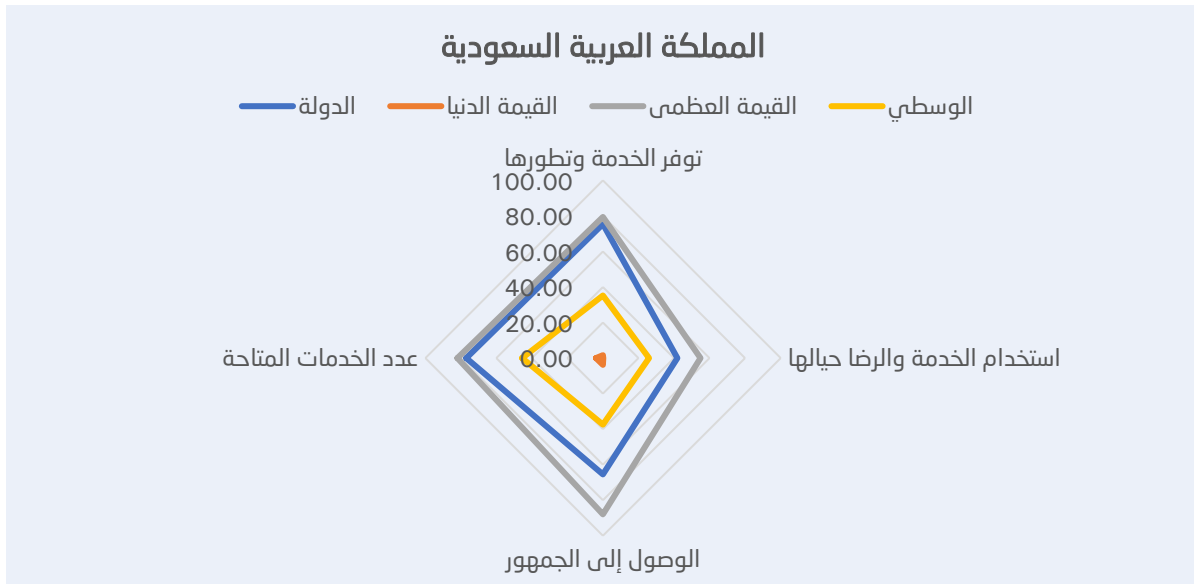 المملكة العربية السعودية
الدولة القيمة الدنيا القيمة العظمى الوسطي
توفر الخدمة وتطورها
100.00
80.00
60.00
40.00
20.00
0.00
استخدام الخدمة والرضا حيالها
عدد الخدمات المتاحة
الوصول إلى الجمهور